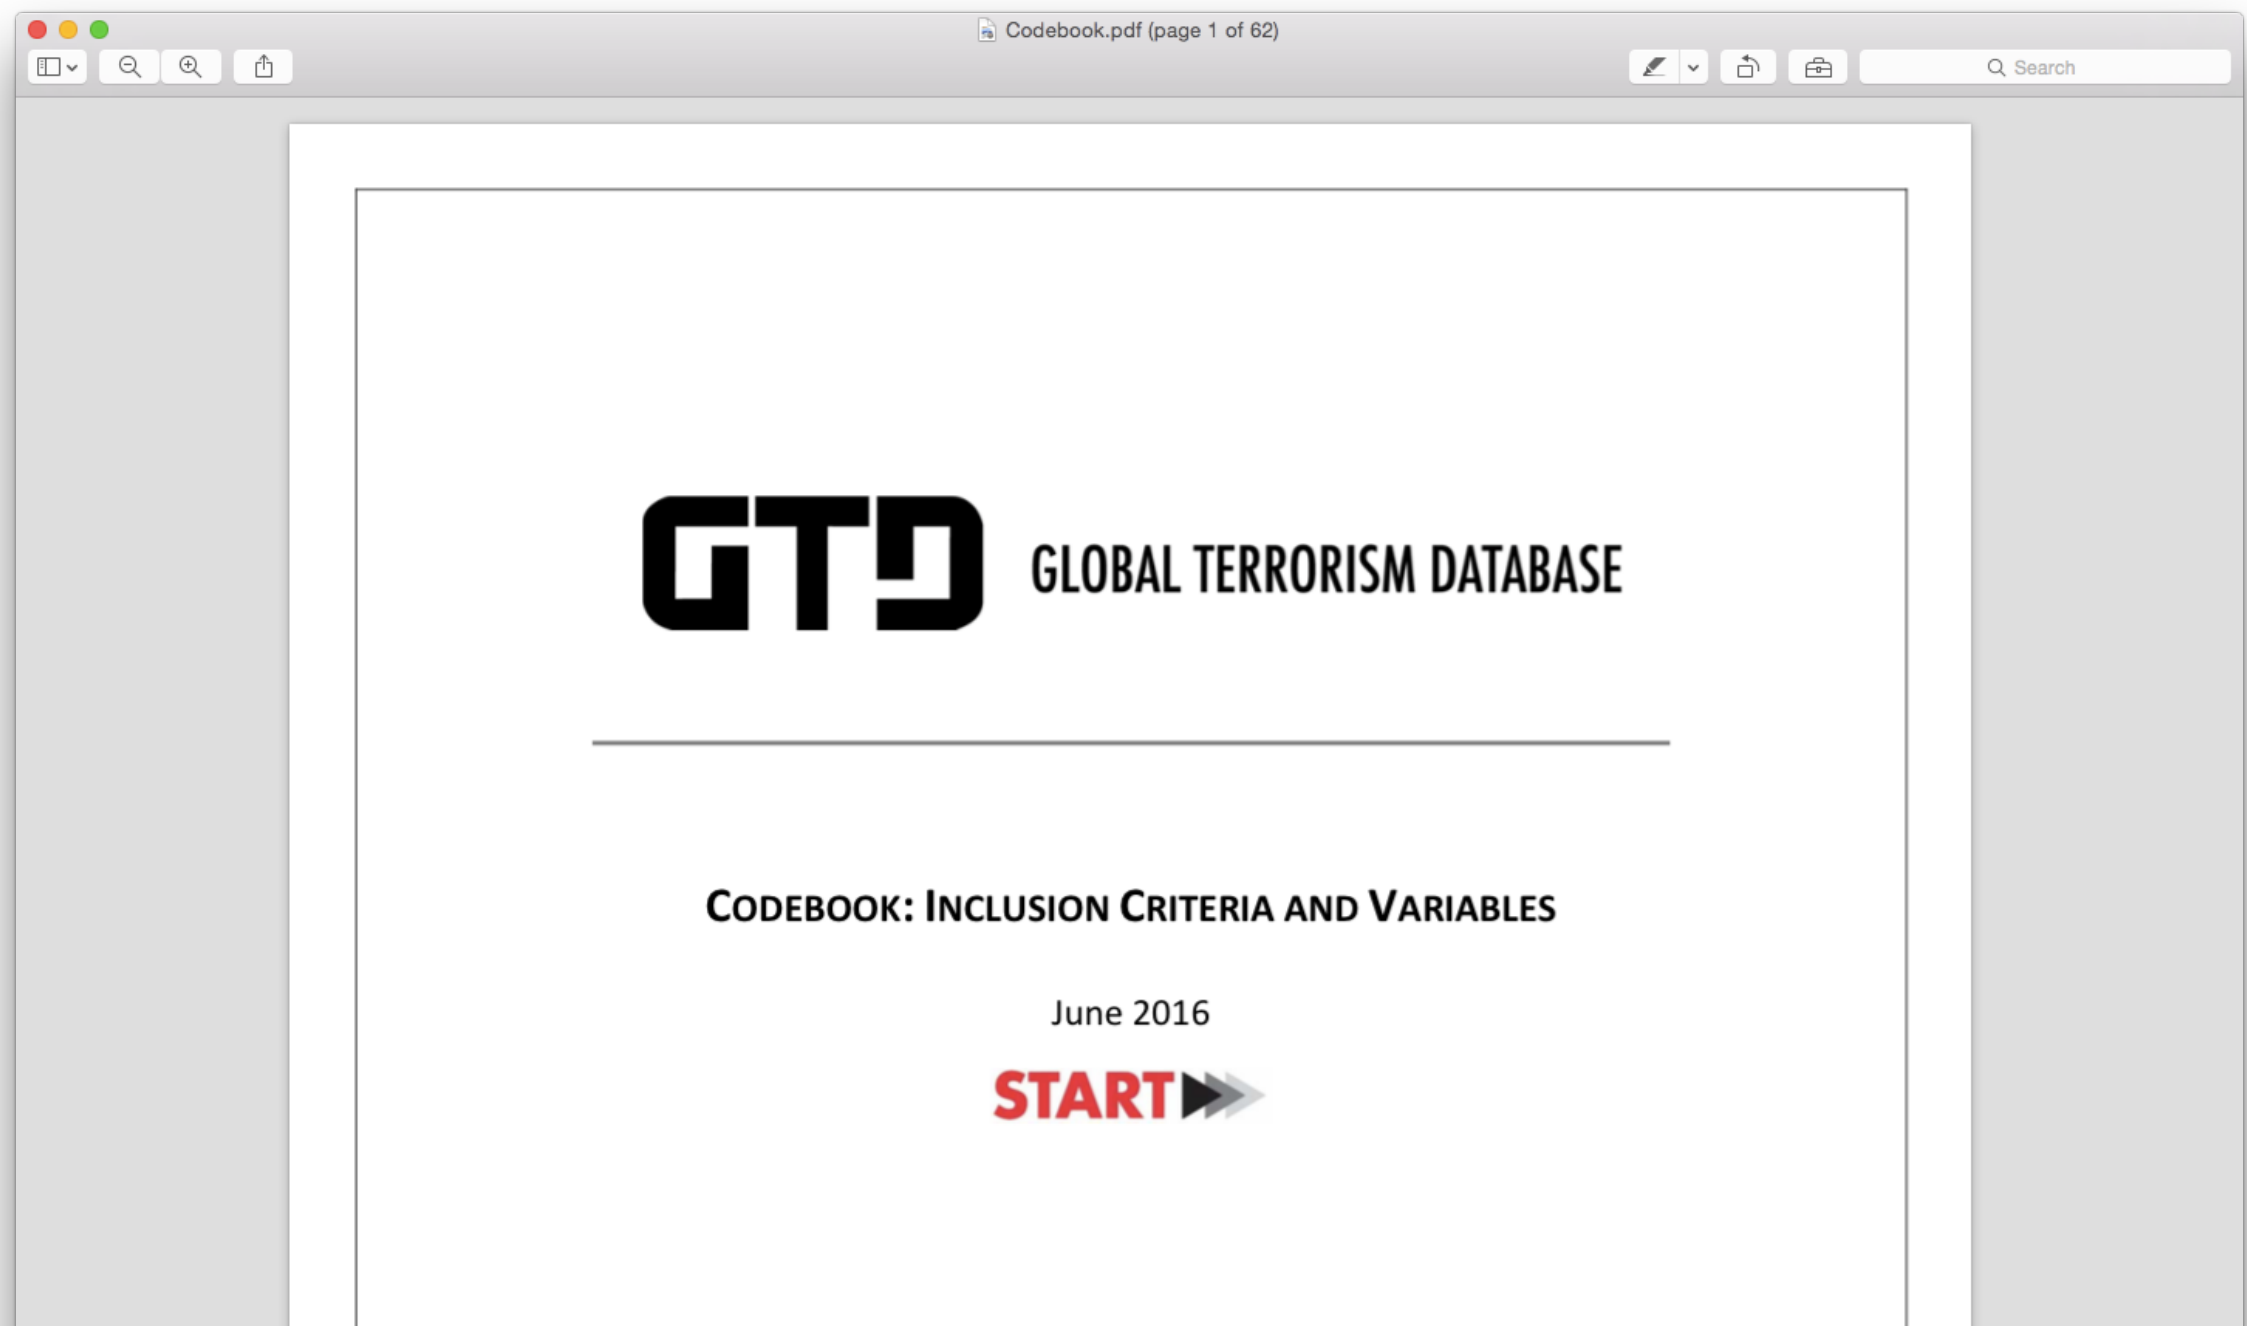 Codebook.pdf (page 1 of 62)
Search
GTD
GLOBAL TERRORISM DATABASE
CODEBOOK: INCLUSION CRITERIA AND VARIABLES
June 2016
START